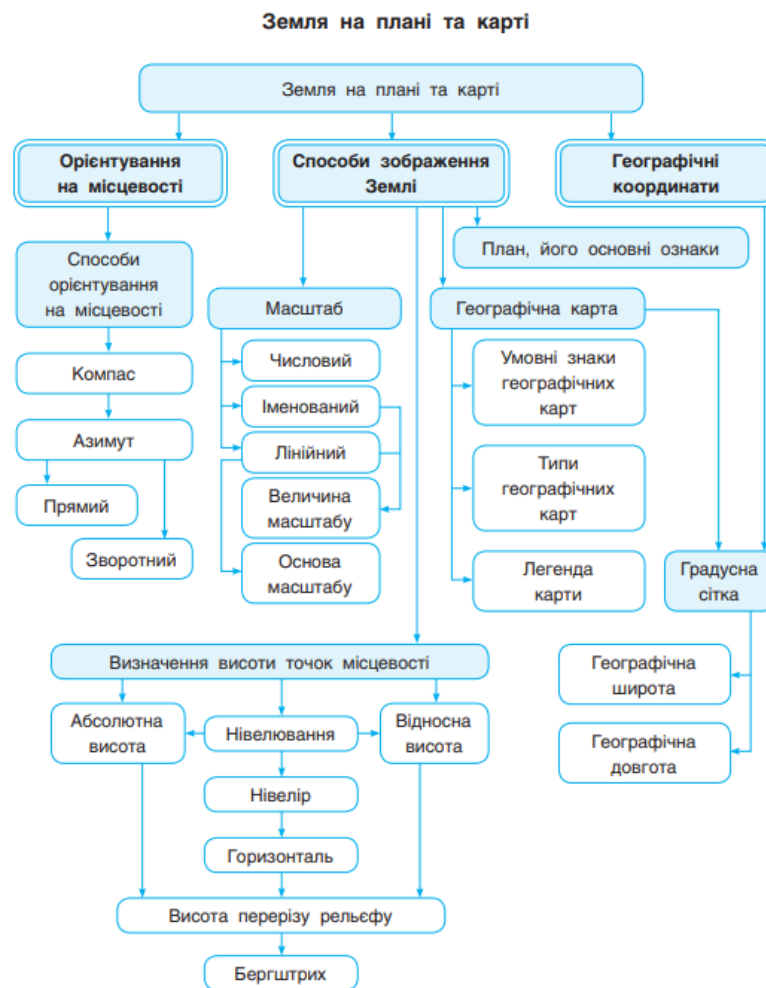 Земля на плані та карті
Земля на плані та карті
Орієнтування
на місцевості
Способи зображення
Землі
Географічні
координати
Способи
орієнтування
на місцевості
План, його основні ознаки
Масштаб
Географічна карта
Компас
Числовий
Умовні знаки
географічних
карт
Іменований
Азимут
Лінійний
Типи
географічних
карт
Прямий
Величина
масштабу
Зворотний
Основа
масштабу
Легенда
карти
Градусна
сітка
Визначення висоти точок місцевості
Географічна
широта
Абсолютна
висота
Нівелювання
Відносна
висота
Географічна
довгота
Нівелір
Горизонталь
Висота перерізу рельєфу
Бергштрих